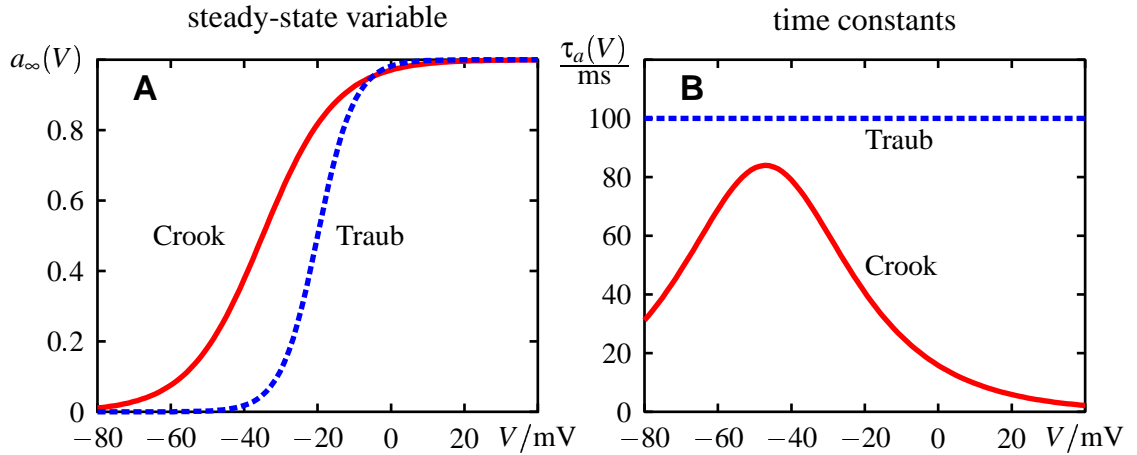 steady-state variable
a∞(V)
A
0.8
0.6
0.4
0.2
0
Crook
Traub
−80 −60 −40 −20 0 20 V/mV
time constants
τa(V)
ms
B
100
80
60
40
20
0
Traub
Crook
−80 −60 −40 −20 0 20 V/mV